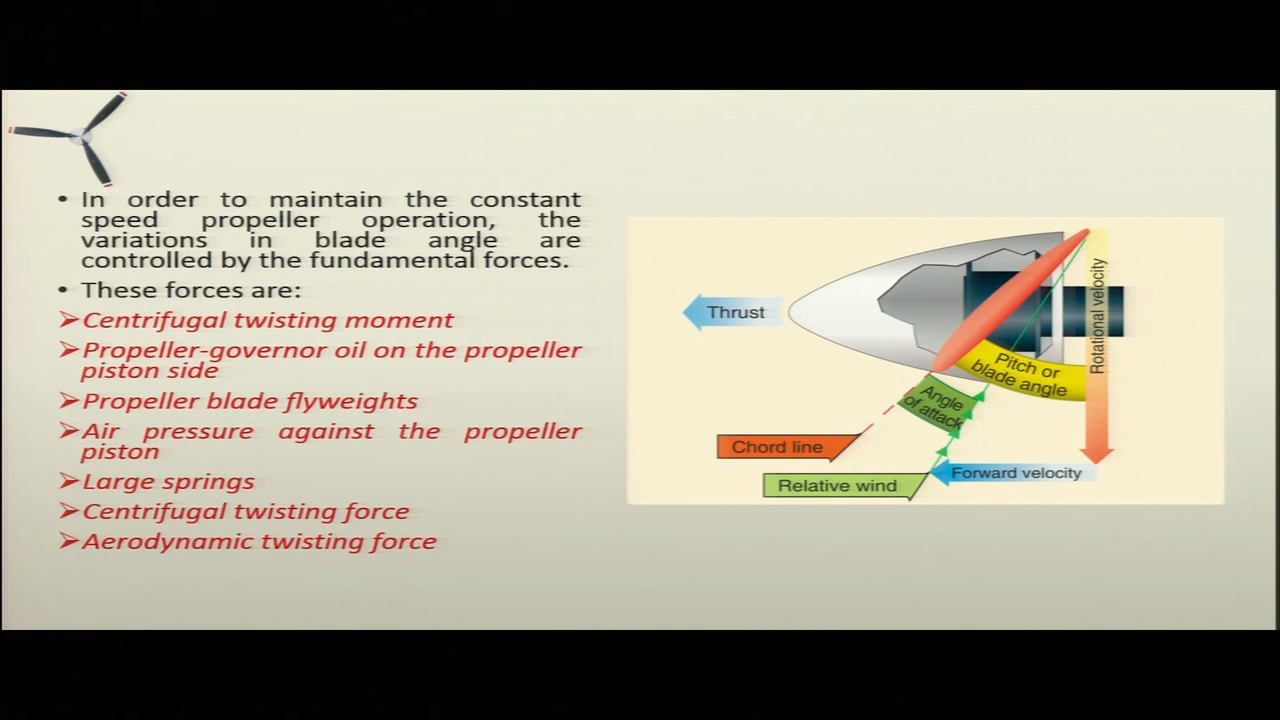 • In order to maintain the constant
speed propeller operation, the
variations in blade angle are
controlled by the fundamental forces.
• These forces are:
➢Centrifugal twisting moment
➢Propeller-governor oil on the propeller
piston side
➢Propeller blade flyweights
➢Air pressure against the propeller
piston
➢Large springs
➢Centrifugal twisting force
➢Aerodynamic twisting force
Thrust
Rotational velocity
Pitch or
blade angle
Angle
of attack
Chord line
Forward velocity
Relative wind